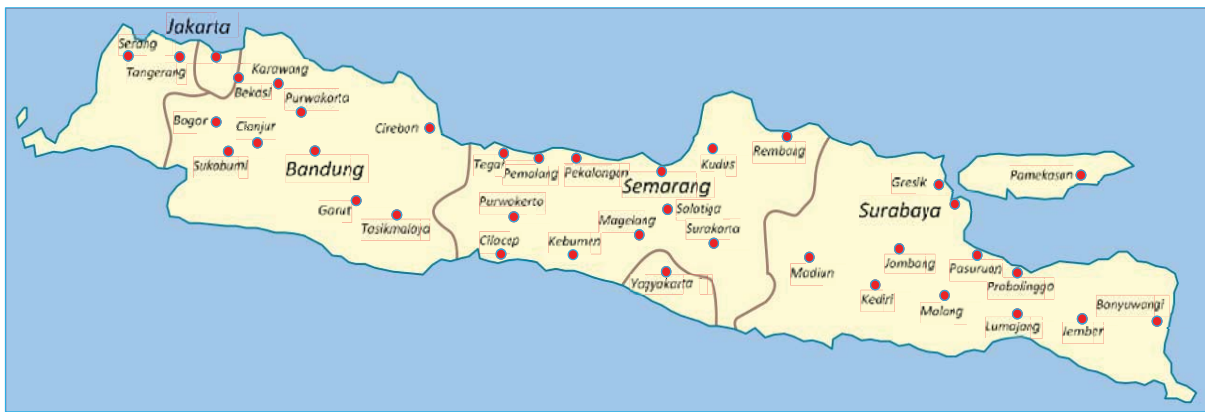 Jakarta
Serang
Tangerang
Karawang
Bekasi
Purwakarta
Bogor
Cianjur
Cirebon
Sukabumi
Bandung
Garut
Tasikmalaya
Tegal
Pemalang
Pekalongan
Semarang
Kudus
Rembang
Purwokerto
Salatiga
Magelang
Surakarta
Cilacap
Kebumen
Yogyakarta
Pamekasan
Gresik
Surabaya
Madiun
Jombang
Pasuruan
Kediri
Probolinggo
Malang
Lumajang
Jember
Banyuwangi